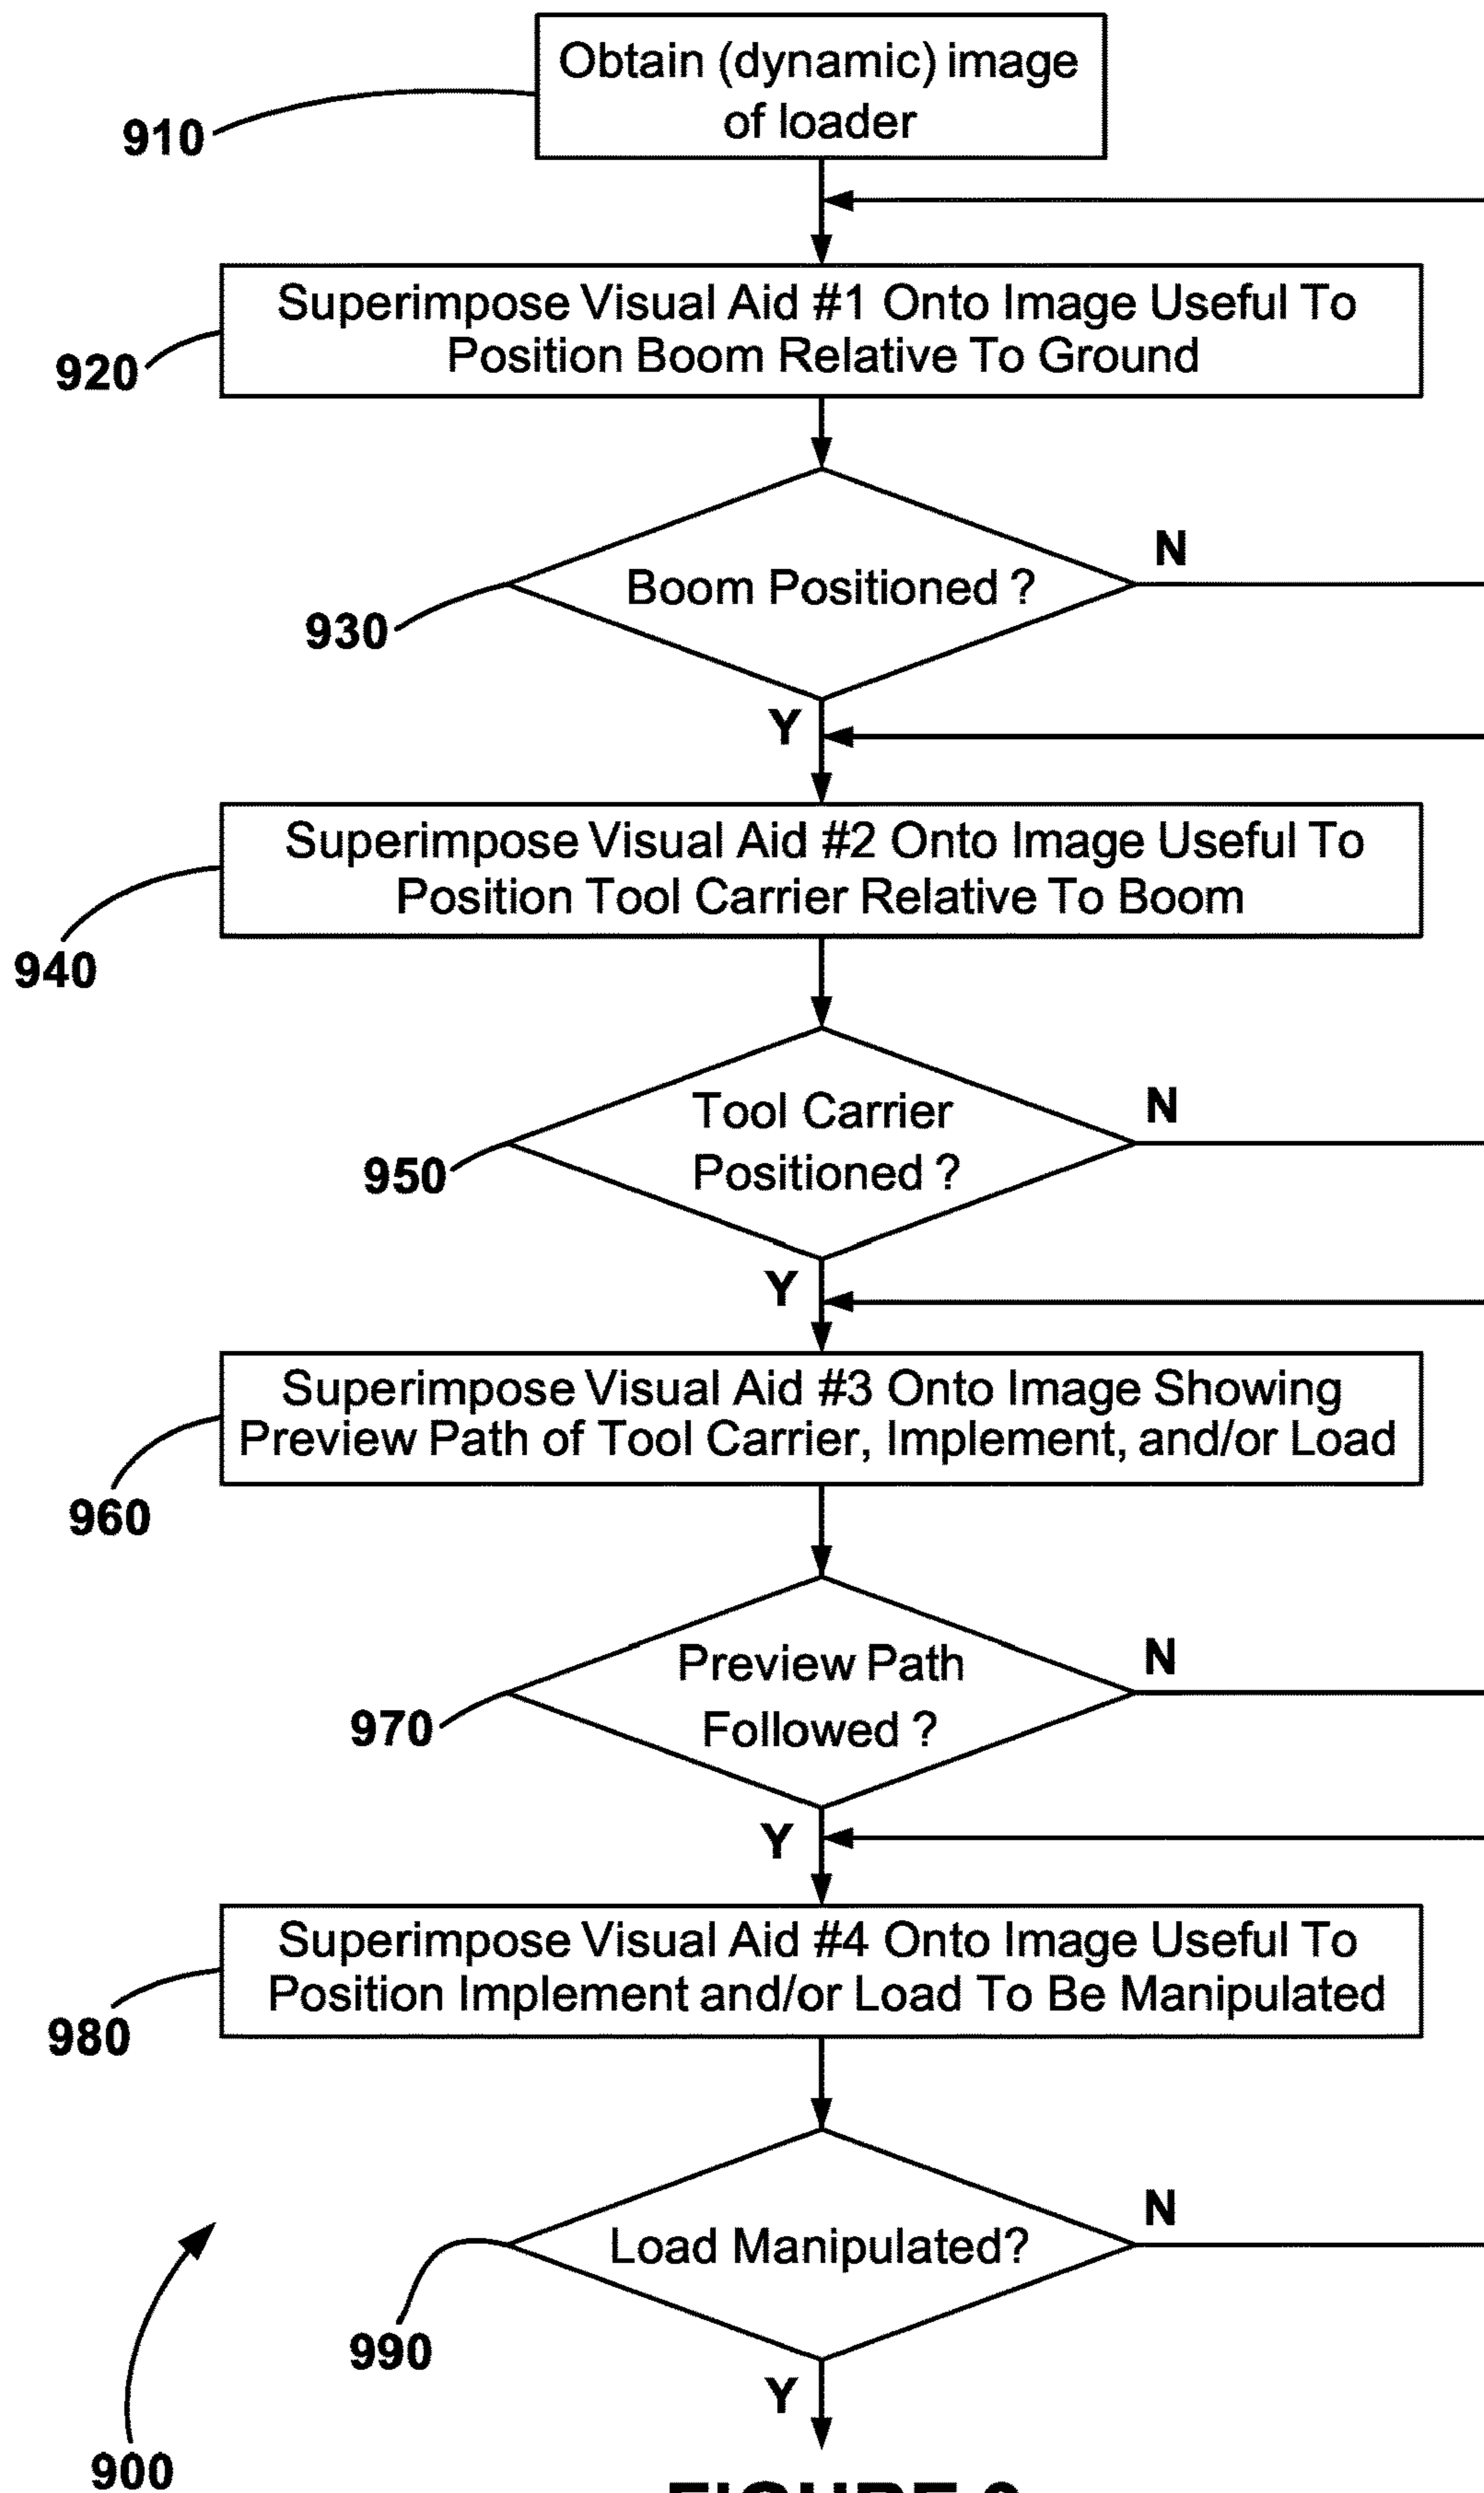 Obtain (dynamic) image
of loader
910
Superimpose Visual Aid #1 Onto Image Useful To
Position Boom Relative To Ground
920
Boom Positioned ?
N
930
Y
Superimpose Visual Aid #2 Onto Image Useful To
Position Tool Carrier Relative To Boom
940
Tool Carrier
Positioned ?
N
950
Y
Superimpose Visual Aid #3 Onto Image Showing
Preview Path of Tool Carrier, Implement, and/or Load
960
Preview Path
Followed ?
N
970
Y
Superimpose Visual Aid #4 Onto Image Useful To
Position Implement and/or Load To Be Manipulated
980
Load Manipulated?
N
990
Y
900